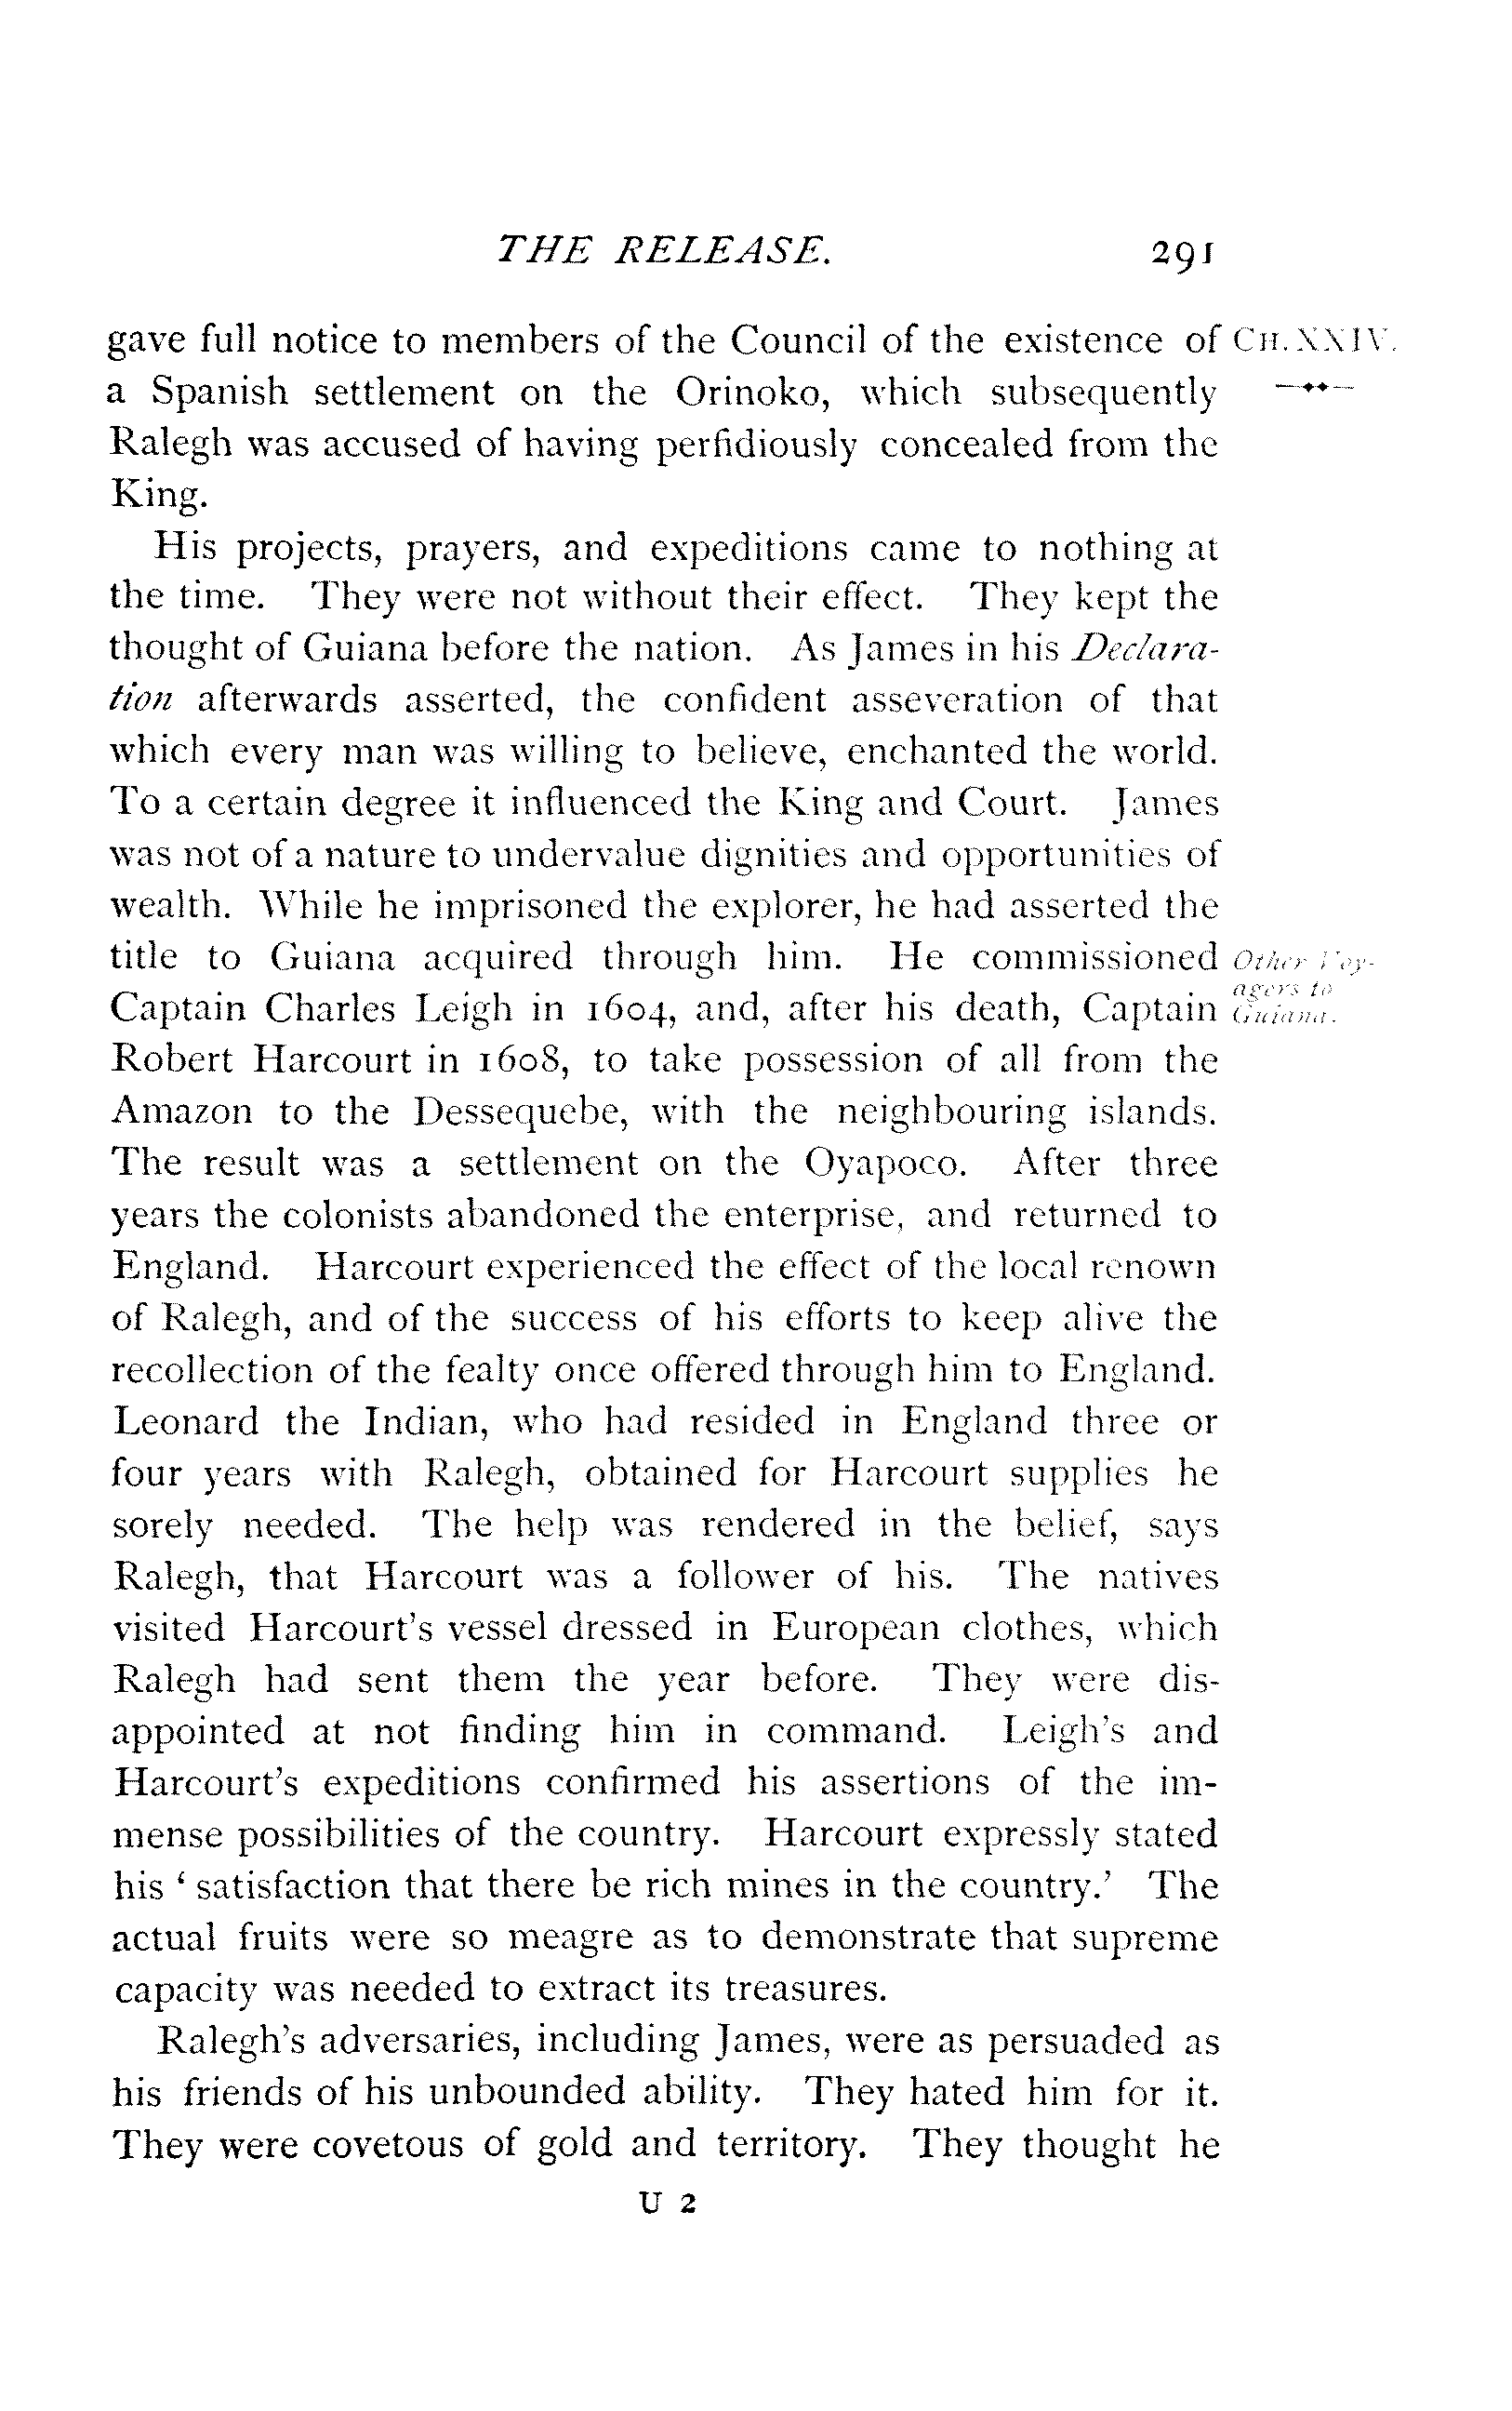 THE RELEASE. 291
gave full notice to members of the Council of the existence of CH. XXIV.
a Spanish settlement on the Orinoko, which subsequently
Ralegh was accused of having perfidiously concealed from the
King.
His projects, prayers, and expeditions came to nothing at
the time. They were not without their effect. They kept the
thought of Guiana before the nation. As James in his Declara-
tion afterwards asserted, the confident asseveration of that
which every man was willing to believe, enchanted the world.
To a certain degree it influenced the King and Court. James
was not of a nature to undervalue dignities and opportunities of
wealth. While he imprisoned the explorer, he had asserted the
title to Guiana acquired through him. He commissioned
Other Voy-
agers to
Guiana.
Captain Charles Leigh in 1604, and, after his death, Captain
Robert Harcourt in 1608, to take possession of all from the
Amazon to the Dessequebe, with the neighbouring islands.
The result was a settlement on the Oyapoco. After three
years the colonists abandoned the enterprise, and returned to
England. Harcourt experienced the effect of the local renown
of Ralegh, and of the success of his efforts to keep alive the
recollection of the fealty once offered through him to England.
Leonard the Indian, who had resided in England three or
four years with Ralegh, obtained for Harcourt supplies he
sorely needed. The help was rendered in the belief, says
Ralegh, that Harcourt was a follower of his. The natives
visited Harcourt's vessel dressed in European clothes, which
Ralegh had sent them the year before. They were dis-
appointed at not finding him in command. Leigh's and
Harcourt's expeditions confirmed his assertions of the im-
mense possibilities of the country. Harcourt expressly stated
his ‘ satisfaction that there be rich mines in the country.’ The
actual fruits were so meagre as to demonstrate that supreme
capacity was needed to extract its treasures.
Ralegh's adversaries, including James, were as persuaded as
his friends of his unbounded ability. They hated him for it.
They were covetous of gold and territory. They thought he
U 2